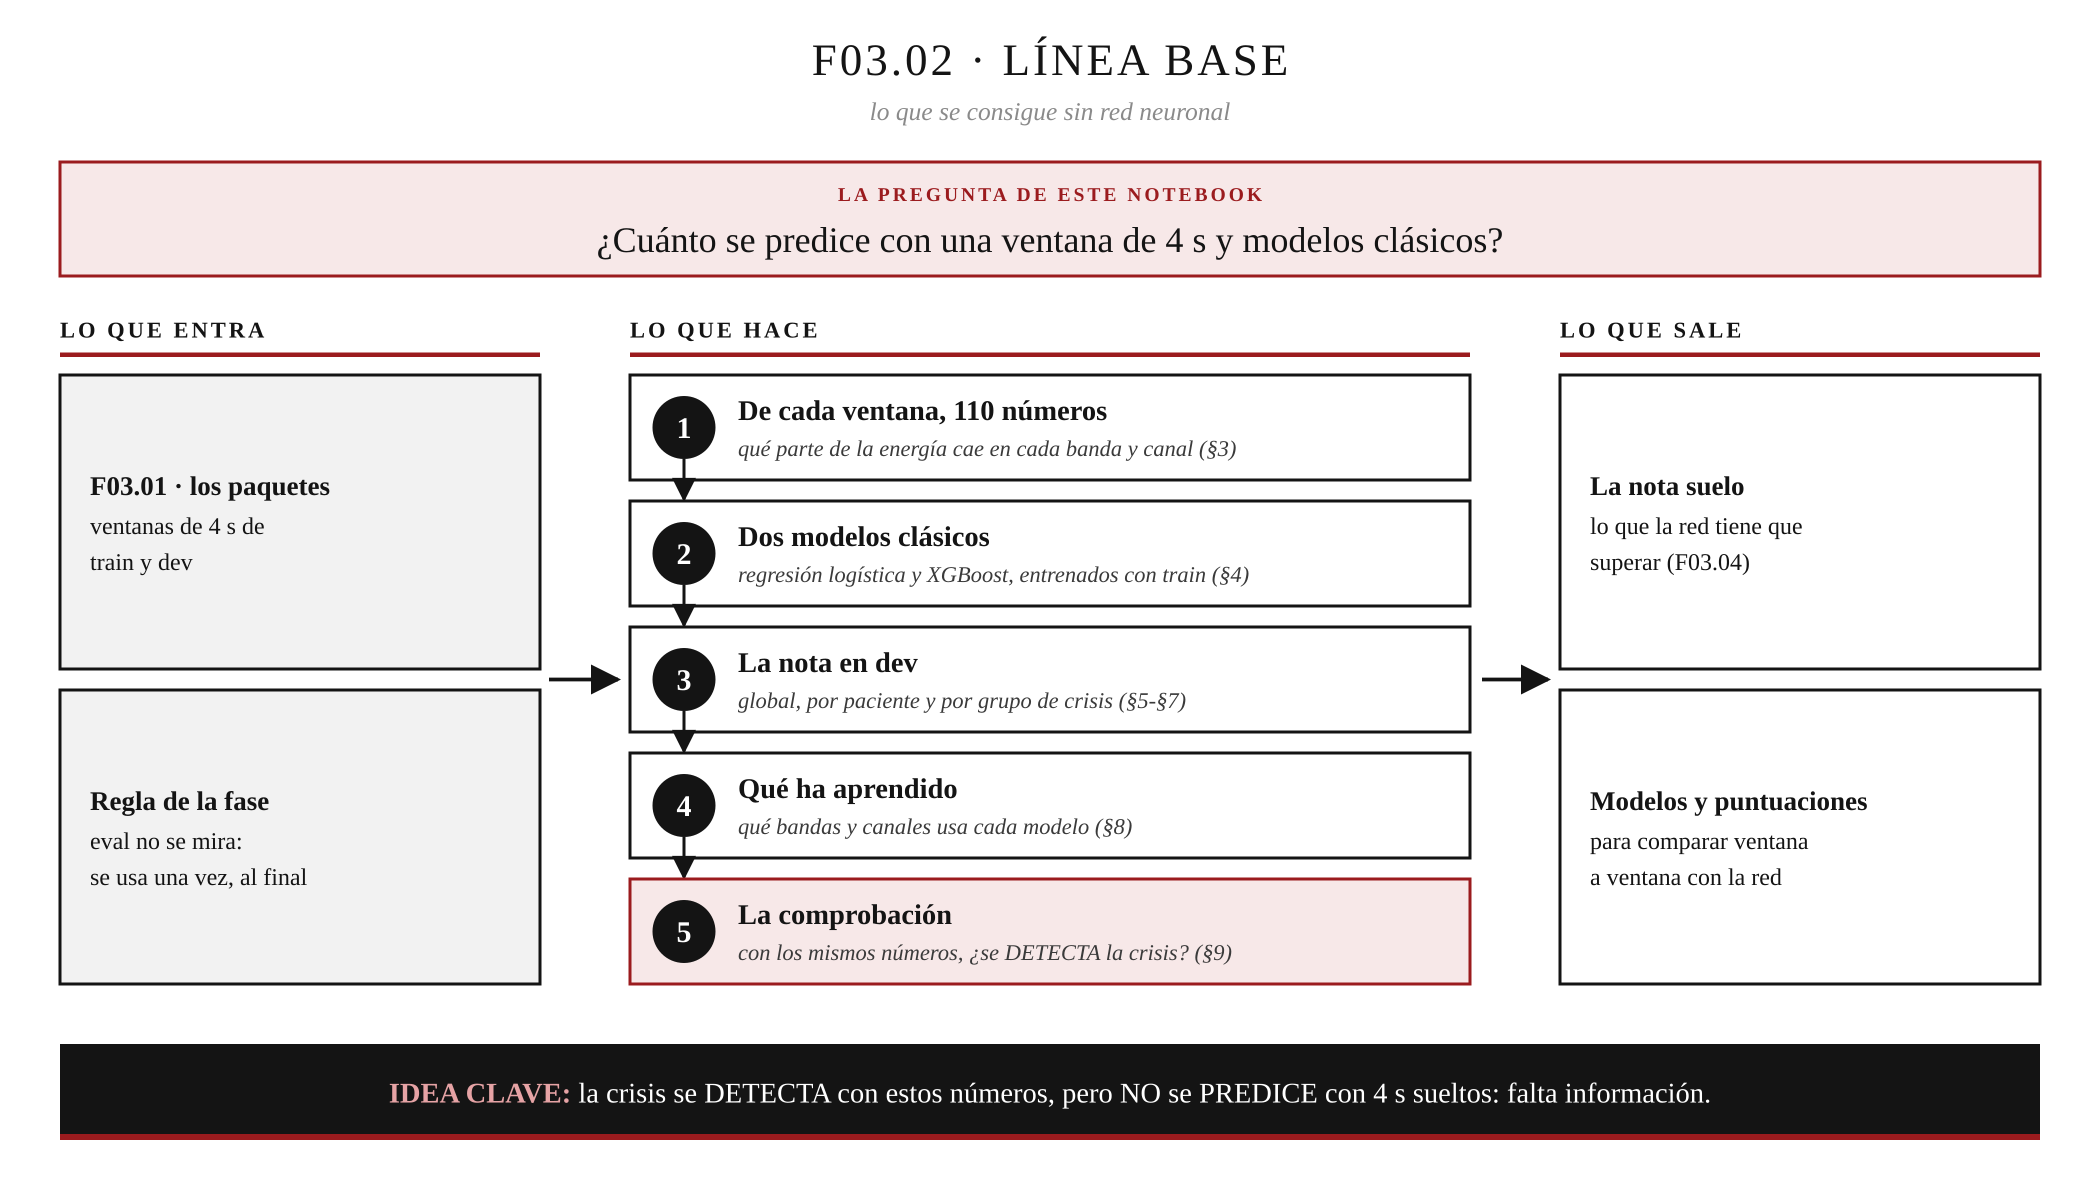 F03.02 · LÍNEA BASE
lo que se consigue sin red neuronal
LA PREGUNTA DE ESTE NOTEBOOK
¿Cuánto se predice con una ventana de 4 s y modelos clásicos?
LO QUE ENTRA
F03.01 · los paquetes
ventanas de 4 s de
train y dev
Regla de la fase
eval no se mira:
se usa una vez, al final
LO QUE HACE
1
De cada ventana, 110 números
qué parte de la energía cae en cada banda y canal (§3)
2
Dos modelos clásicos
regresión logística y XGBoost, entrenados con train (§4)
3
La nota en dev
global, por paciente y por grupo de crisis (§5-§7)
4
Qué ha aprendido
qué bandas y canales usa cada modelo (§8)
5
La comprobación
con los mismos números, ¿se DETECTA la crisis? (§9)
LO QUE SALE
La nota suelo
lo que la red tiene que
superar (F03.04)
Modelos y puntuaciones
para comparar ventana
a ventana con la red
IDEA CLAVE: la crisis se DETECTA con estos números, pero NO se PREDICE con 4 s sueltos: falta información.